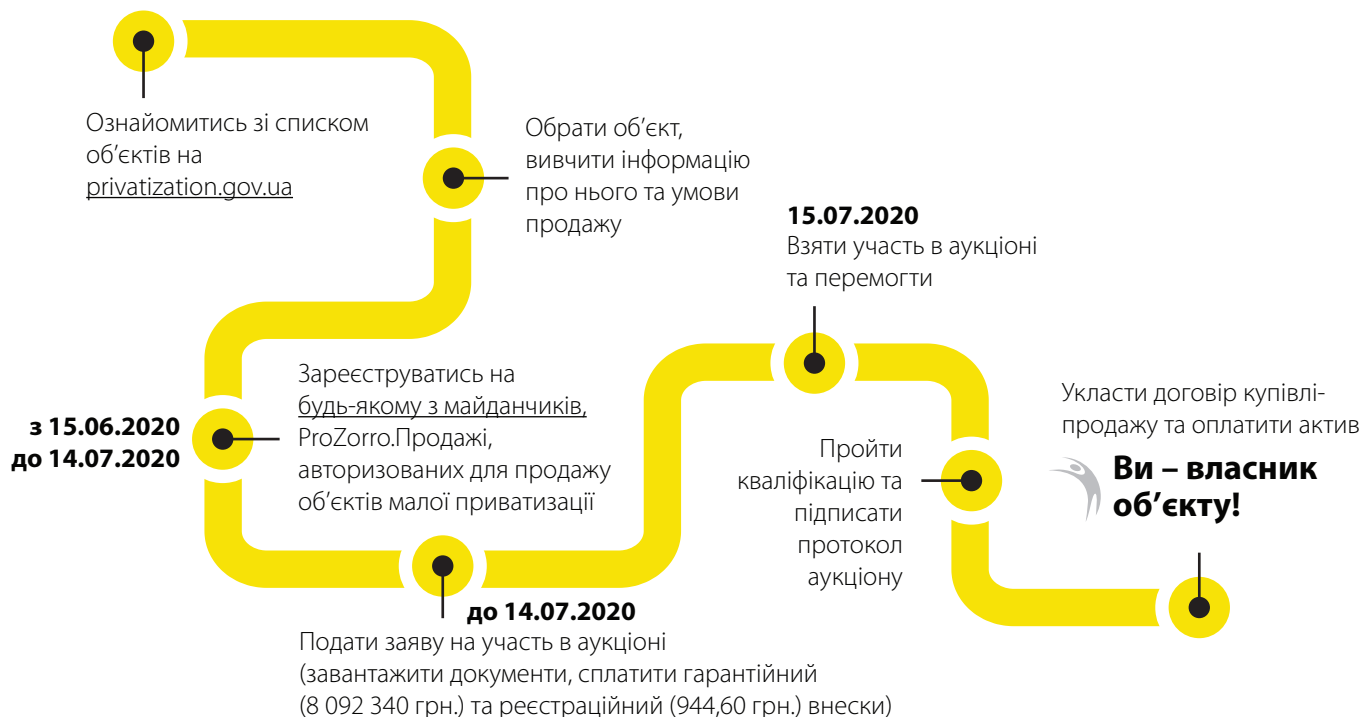 Ознайомитись зі списком
об’єктів на
privatization.gov.ua
Обрати об’єкт,
вивчити інформацію
про нього та умови
продажу
з 15.06.2020
до 14.07.2020
Зареєструватись на
будь-якому з майданчиків,
ProZorro.Продажі,
авторизованих для продажу
об’єктів малої приватизації
до 14.07.2020
Подати заяву на участь в аукціоні
(завантажити документи, сплатити гарантійний
(8 092 340 грн.) та реєстраційний (944,60 грн.) внески)
15.07.2020
Взяти участь в аукціоні
та перемогти
Пройти
кваліфікацію та
підписати
протокол
аукціону
Укласти договір купівлі-
продажу та оплатити актив
Ви – власник
об’єкту!